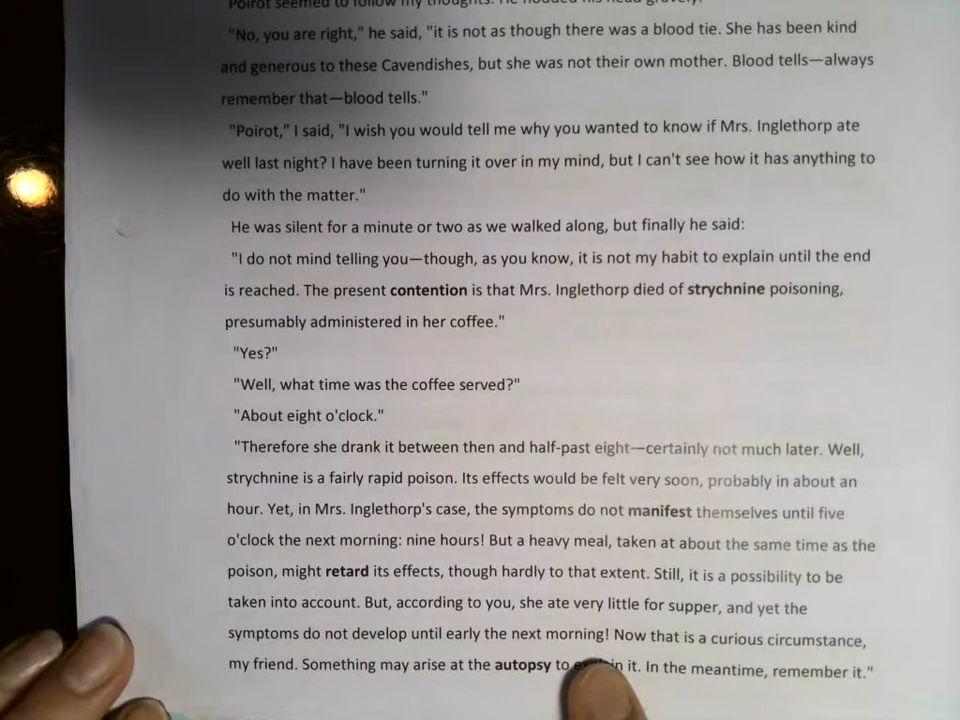 Poirot seemed to follow my thoughts. He nodded his head gravely.
"No, you are right," he said, "it is not as though there was a blood tie. She has been kind
and generous to these Cavendishes, but she was not their own mother. Blood tells—always
remember that—blood tells."
"Poirot," I said, "I wish you would tell me why you wanted to know if Mrs. Inglethorp ate
well last night? I have been turning it over in my mind, but I can't see how it has anything to
do with the matter."
He was silent for a minute or two as we walked along, but finally he said:
"I do not mind telling you—though, as you know, it is not my habit to explain until the end
is reached. The present contention is that Mrs. Inglethorp died of strychnine poisoning,
presumably administered in her coffee."
"Yes?"
"Well, what time was the coffee served?"
"About eight o'clock."
"Therefore she drank it between then and half-past eight—certainly not much later. Well,
strychnine is a fairly rapid poison. Its effects would be felt very soon, probably in about an
hour. Yet, in Mrs. Inglethorp's case, the symptoms do not manifest themselves until five
o'clock the next morning: nine hours! But a heavy meal, taken at about the same time as the
poison, might retard its effects, though hardly to that extent. Still, it is a possibility to be
taken into account. But, according to you, she ate very little for supper, and yet the
symptoms do not develop until early the next morning! Now that is a curious circumstance,
my friend. Something may arise at the autopsy to explain it. In the meantime, remember it."